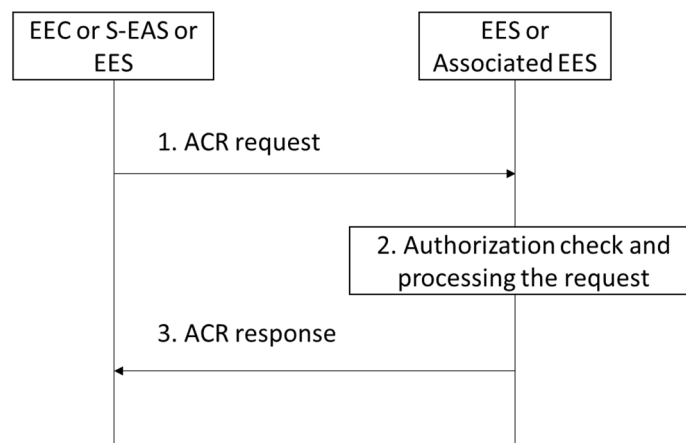 EEC or S-EAS or
EES
EES or
Associated EES
1. ACR request
2. Authorization check and
processing the request
3. ACR response